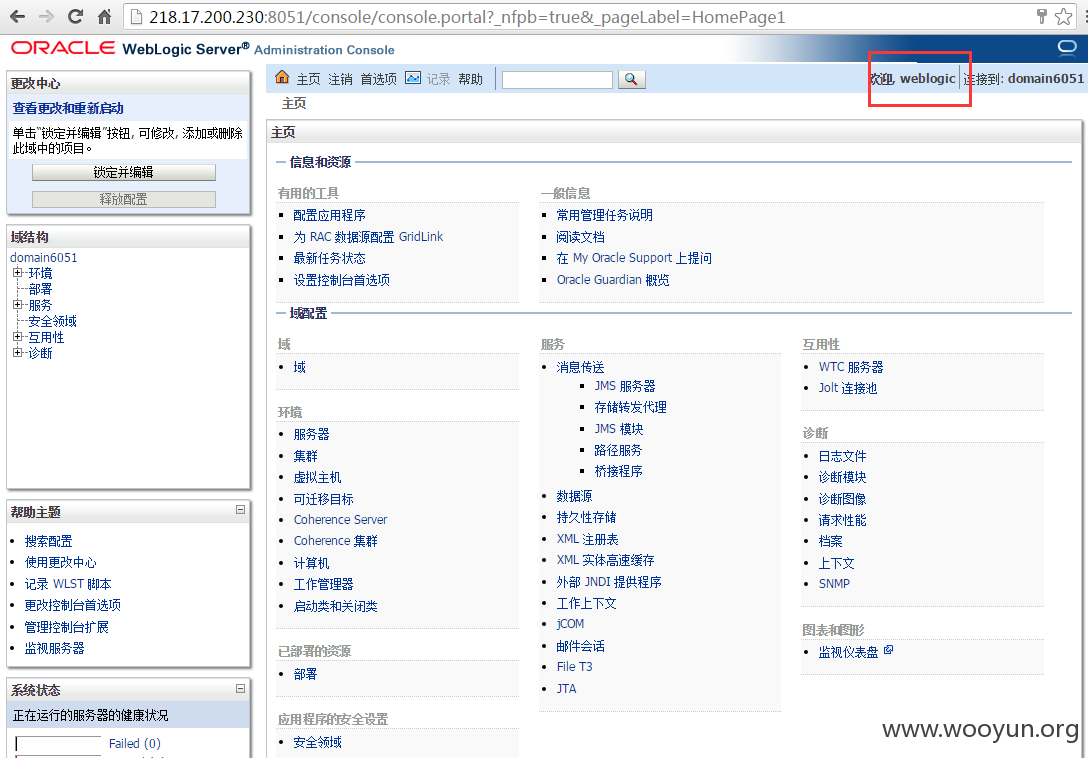 218.17.200.230:8051/console/console.portal?_nfpb=true&_pageLabel=HomePage1
ORACLE WebLogic Server® Administration Console
更改中心
查看更改和重新启动
单击“锁定并编辑”按钮, 可修改, 添加或删除
此域中的项目。
锁定并编辑
释放配置
域结构
domain6051
环境
部署
服务
安全领域
互用性
诊断
帮助主题
搜索配置
使用更改中心
记录 WLST 脚本
更改控制台首选项
管理控制台扩展
监视服务器
系统状态
正在运行的服务器的健康状况
Failed (0)
主页 注销 首选项 记录 帮助
欢迎, weblogic 连接到: domain6051
主页
主页
信息和资源
有用的工具
配置应用程序
为 RAC 数据源配置 GridLink
最新任务状态
设置控制台首选项
一般信息
常用管理任务说明
阅读文档
在 My Oracle Support 上提问
Oracle Guardian 概览
域配置
域
域
环境
服务器
集群
虚拟主机
可迁移目标
Coherence Server
Coherence 集群
计算机
工作管理器
启动类和关闭类
已部署的资源
部署
应用程序的安全设置
安全领域
服务
消息传送
JMS 服务器
存储转发代理
JMS 模块
路径服务
桥接程序
数据源
持久性存储
XML 注册表
XML 实体高速缓存
外部 JNDI 提供程序
工作上下文
jCOM
邮件会话
File T3
JTA
互用性
WTC 服务器
Jolt 连接池
诊断
日志文件
诊断模块
诊断图像
请求性能
档案
上下文
SNMP
图表和图形
监视仪表盘
www.wooyun.org